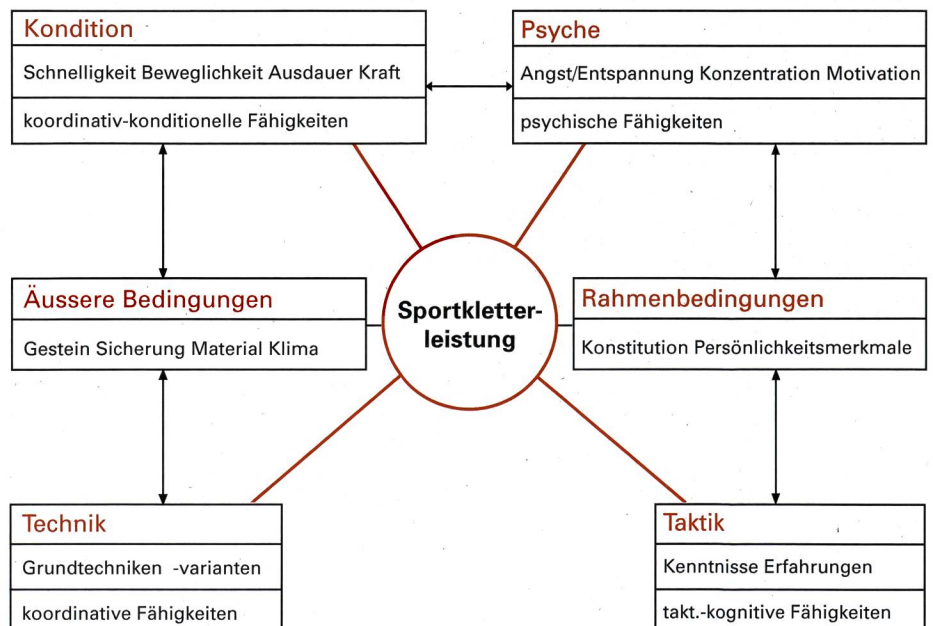 Kondition
Schnelligkeit Beweglichkeit Ausdauer Kraft
koordinativ-konditionelle Fähigkeiten
Psyche
Angst/Entspannung Konzentration Motivation
psychische Fähigkeiten
Äussere Bedingungen
Gestein Sicherung Material Klima
Sportkletter-
leistung
Rahmenbedingungen
Konstitution Persönlichkeitsmerkmale
Technik
Grundtechniken -varianten
koordinative Fähigkeiten
Taktik
Kenntnisse Erfahrungen
takt.-kognitive Fähigkeiten